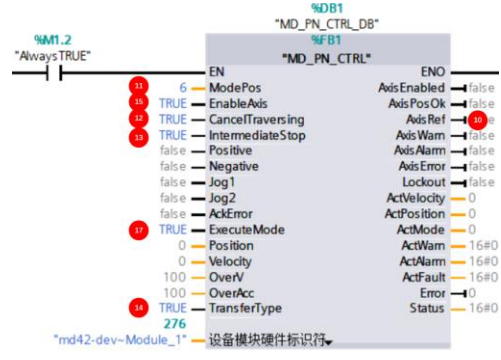 %DB1
"MD_PN_CTRL_DB"
%M1.2
"AlwaysTRUE"
%FB1
"MD_PN_CTRL"
EN ENO
11 6 ModePos AxisEnabled false
15 TRUE EnableAxis AxisPosOk false
12 TRUE CancelTraversing AxisRef 10
13 TRUE IntermediateStop AxisWarn false
false Positive AxisAlarm false
false Negative AxisError false
false Jog1 Lockout false
false Jog2 ActVelocity 0
false AckError ActPosition 0
17 TRUE ExecuteMode ActMode 0
0 Position ActWarn 16#0
0 Velocity ActAlarm 16#0
100 OverV ActFault 16#0
100 OverAcc Error 0
14 TRUE TransferType Status 16#0
276
"md42-dev~Module_1" 设备模块硬件标识符